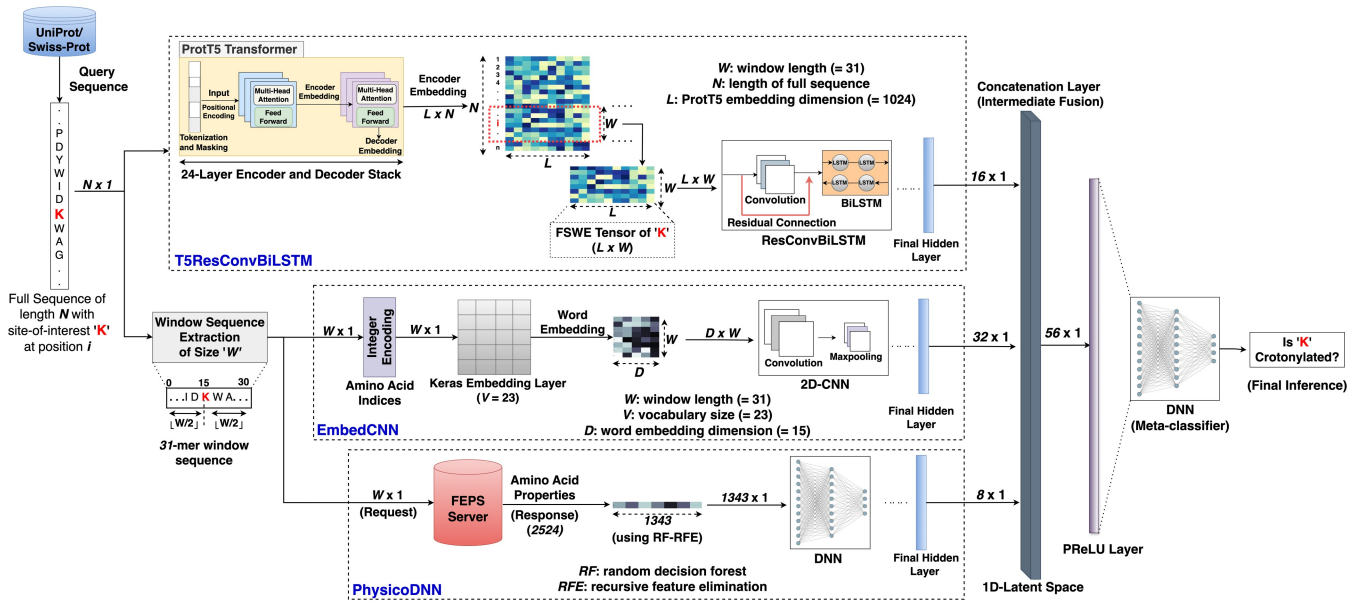 UniProt/
Swiss-Prot
Query
Sequence
.
.
P
D
Y
W
I
D
K
W
A
G
.
.
Full Sequence of
length N with
site-of-interest 'K'
at position i
N x 1
ProtT5 Transformer
Tokenization
and Masking
Input
Positional
Encoding
Multi-Head
Attention
Feed
Forward
Encoder
Embedding
Multi-Head
Attention
Feed
Forward
Decoder
Embedding
24-Layer Encoder and Decoder Stack
Encoder
Embedding
L x N
N
1
2
3
4
.
.
i
.
.
n
L
W
W: window length (= 31)
N: length of full sequence
L: ProtT5 embedding dimension (= 1024)
W
L
FSWE Tensor of 'K'
(L x W)
L x W
Convolution
Residual Connection
LSTM
LSTM
LSTM
LSTM
BiLSTM
ResConvBiLSTM
Final Hidden
Layer
T5ResConvBiLSTM
16 x 1
Window Sequence
Extraction
of Size 'W'
0 15 30
. . .I D K W A. . .
⌊W/2⌋ ⌊W/2⌋
31-mer window
sequence
W x 1
Integer
Encoding
Amino Acid
Indices
W x 1
Keras Embedding Layer
(V = 23)
Word
Embedding
W
D
D x W
Convolution
Maxpooling
2D-CNN
W: window length (= 31)
V: vocabulary size (= 23)
D: word embedding dimension (= 15)
Final Hidden
Layer
EmbedCNN
32 x 1
W x 1
(Request)
FEPS
Server
Amino Acid
Properties
(Response)
(2524)
1343
(using RF-RFE)
1343 x 1
DNN
Final Hidden
Layer
RF: random decision forest
RFE: recursive feature elimination
PhysicoDNN
8 x 1
Concatenation Layer
(Intermediate Fusion)
1D-Latent Space
56 x 1
PReLU Layer
DNN
(Meta-classifier)
Is 'K'
Crotonylated?
(Final Inference)